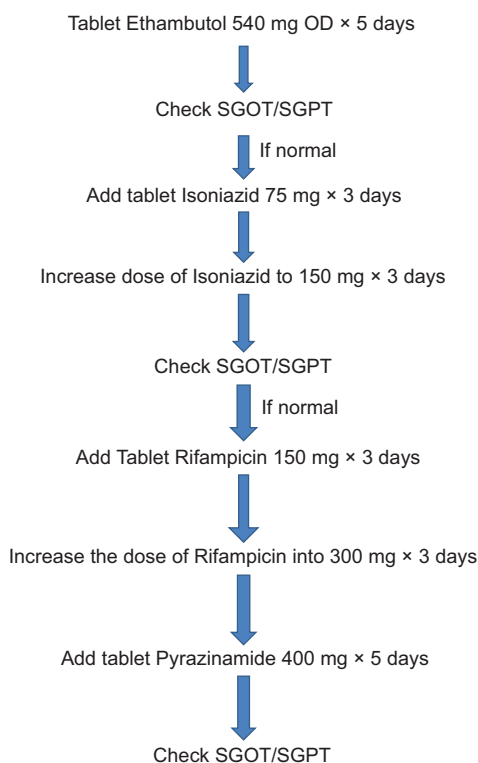 Tablet Ethambutol 540 mg OD × 5 days
Check SGOT/SGPT
If normal
Add tablet Isoniazid 75 mg × 3 days
Increase dose of Isoniazid to 150 mg × 3 days
Check SGOT/SGPT
If normal
Add Tablet Rifampicin 150 mg × 3 days
Increase the dose of Rifampicin into 300 mg × 3 days
Add tablet Pyrazinamide 400 mg × 5 days
Check SGOT/SGPT